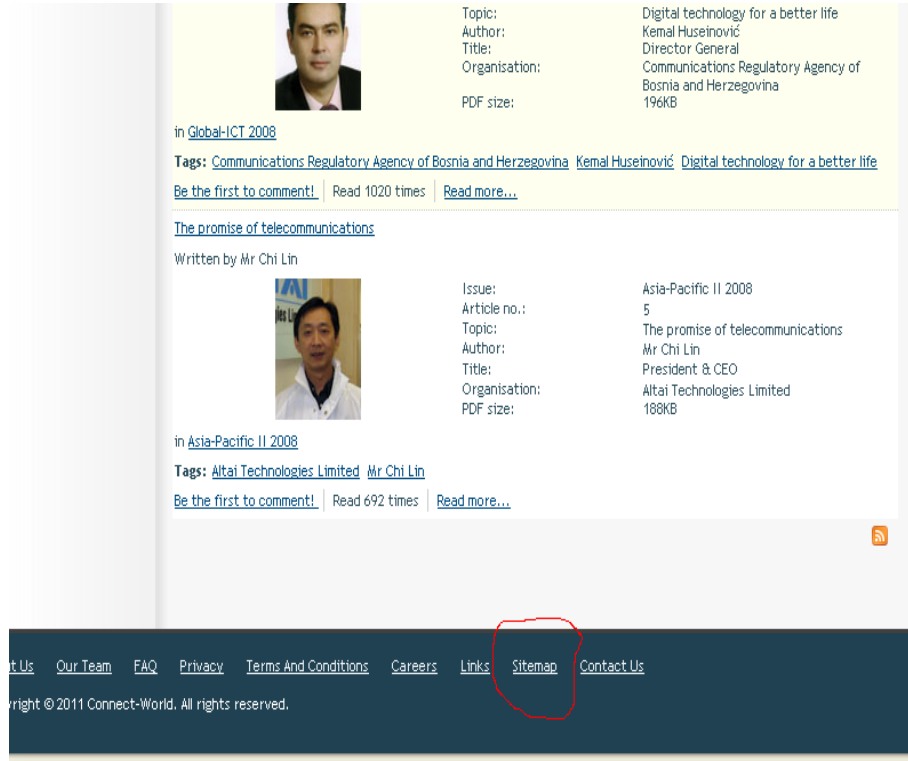 Topic: Digital technology for a better life
Author: Kemal Huseinović
Title: Director General
Organisation: Communications Regulatory Agency of
Bosnia and Herzegovina
PDF size: 196KB
in Global-ICT 2008
Tags: Communications Regulatory Agency of Bosnia and Herzegovina Kemal Huseinović Digital technology for a better life
Be the first to comment! Read 1020 times Read more...
The promise of telecommunications
Written by Mr Chi Lin
Issue: Asia-Pacific II 2008
Article no.: 5
Topic: The promise of telecommunications
Author: Mr Chi Lin
Title: President & CEO
Organisation: Altai Technologies Limited
PDF size: 188KB
in Asia-Pacific II 2008
Tags: Altai Technologies Limited Mr Chi Lin
Be the first to comment! Read 692 times Read more...
ut Us Our Team FAQ Privacy Terms And Conditions Careers Links Sitemap Contact Us
yright © 2011 Connect-World. All rights reserved.